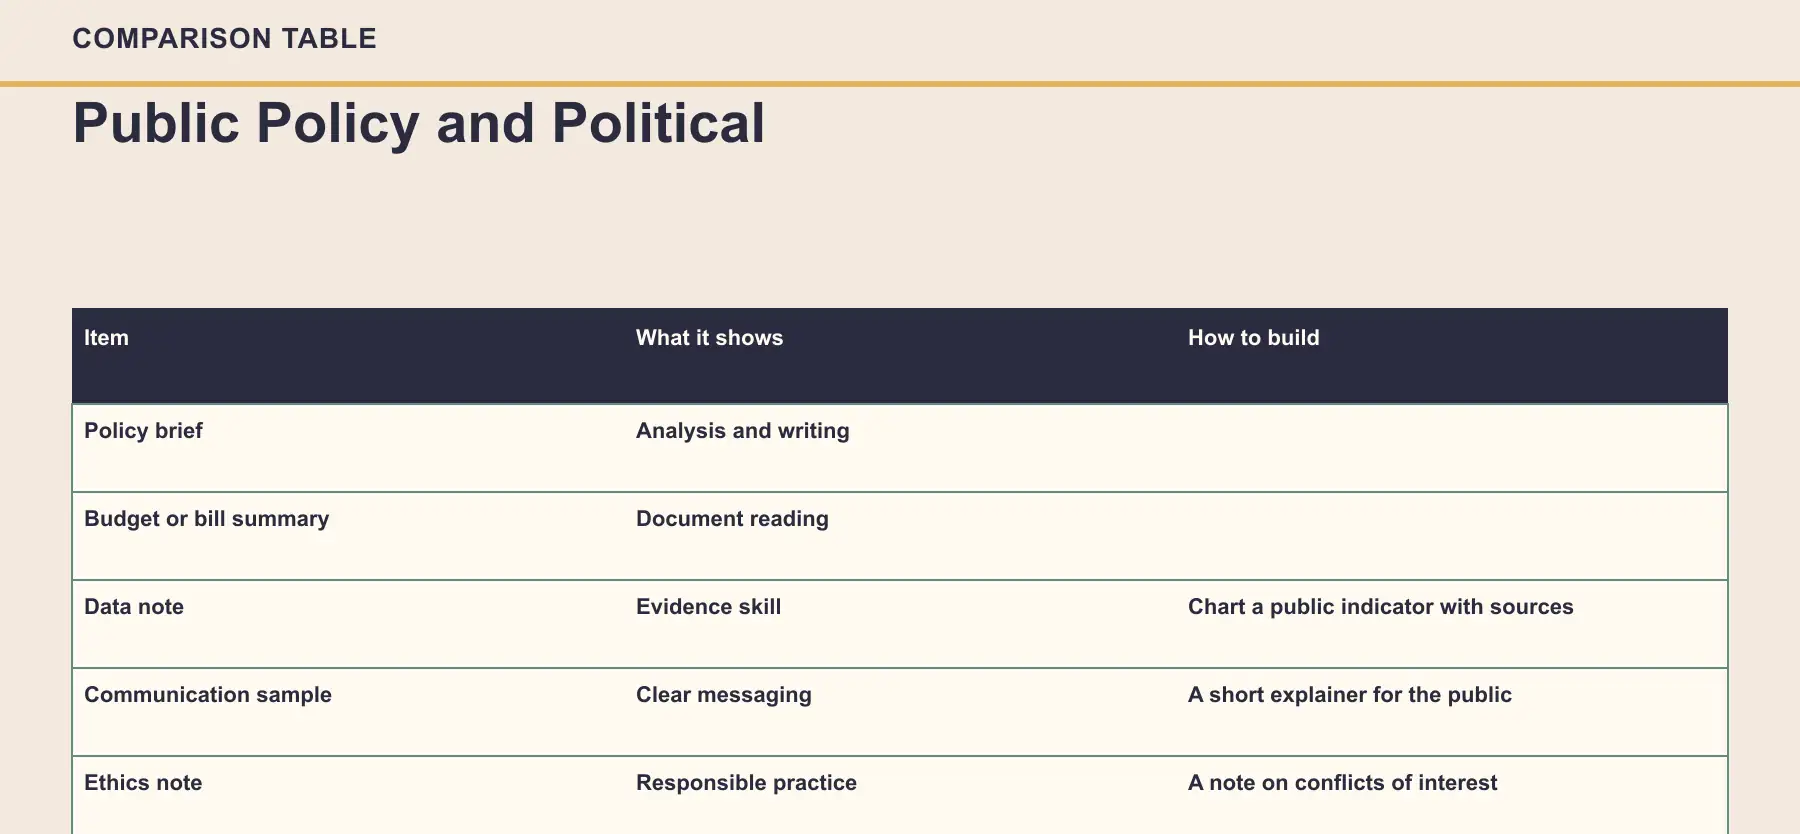 COMPARISON TABLE
Public Policy and Political
Item What it shows How to build
Policy brief Analysis and writing
Budget or bill summary Document reading
Data note Evidence skill Chart a public indicator with sources
Communication sample Clear messaging A short explainer for the public
Ethics note Responsible practice A note on conflicts of interest